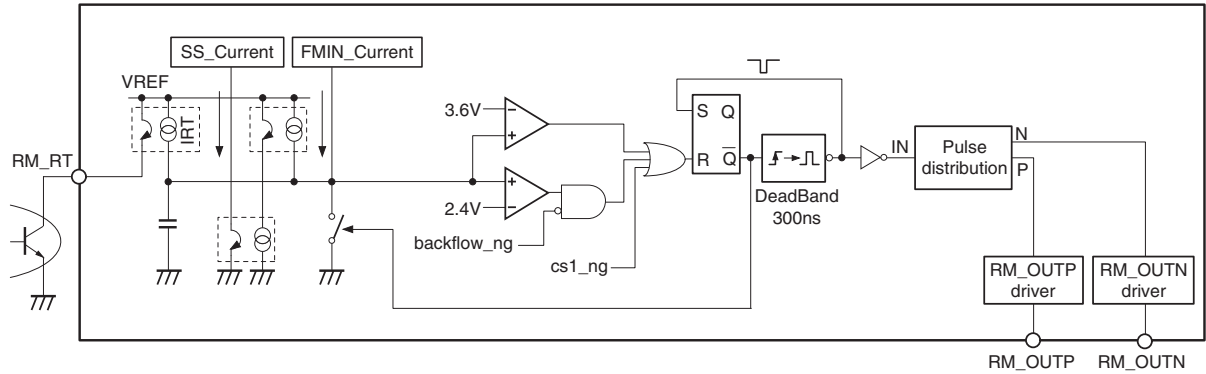 SS_Current
FMIN_Current
VREF
IRT
RM_RT
3.6V
2.4V
backflow_ng
cs1_ng
S Q
R Q
DeadBand
300ns
IN
Pulse
distribution
N
P
RM_OUTP
driver
RM_OUTN
driver
RM_OUTP
RM_OUTN